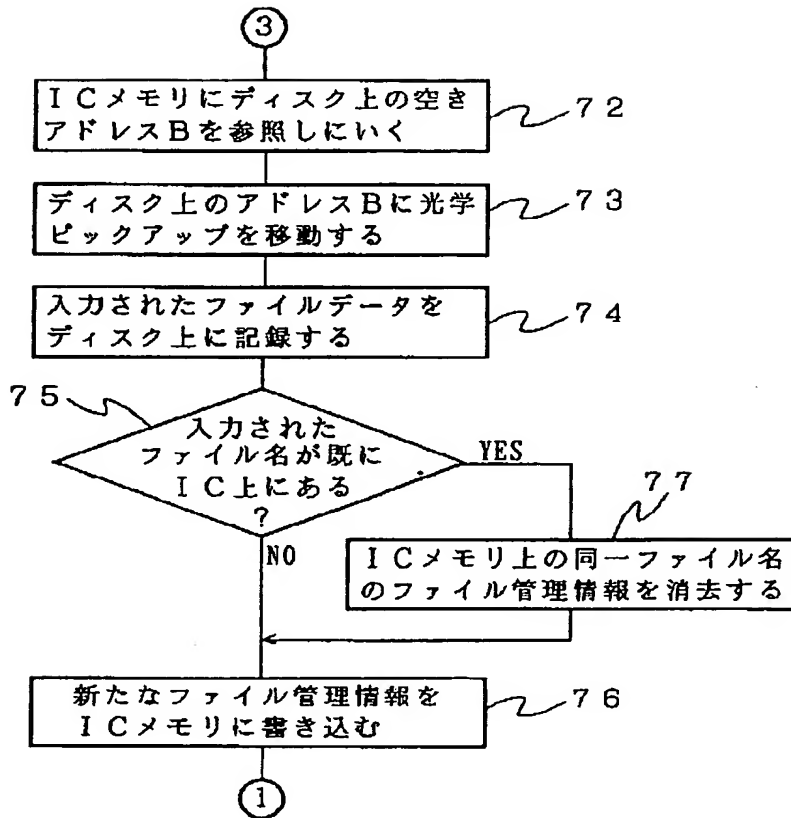 ③
ICメモリにディスク上の空き
アドレスBを参照しにいく
72
ディスク上のアドレスBに光学
ピックアップを移動する
73
入力されたファイルデータを
ディスク上に記録する
74
75
入力された
ファイル名が既に
IC上にある
?
YES
NO
77
ICメモリ上の同一ファイル名
のファイル管理情報を消去する
新たなファイル管理情報を
ICメモリに書き込む
76
①